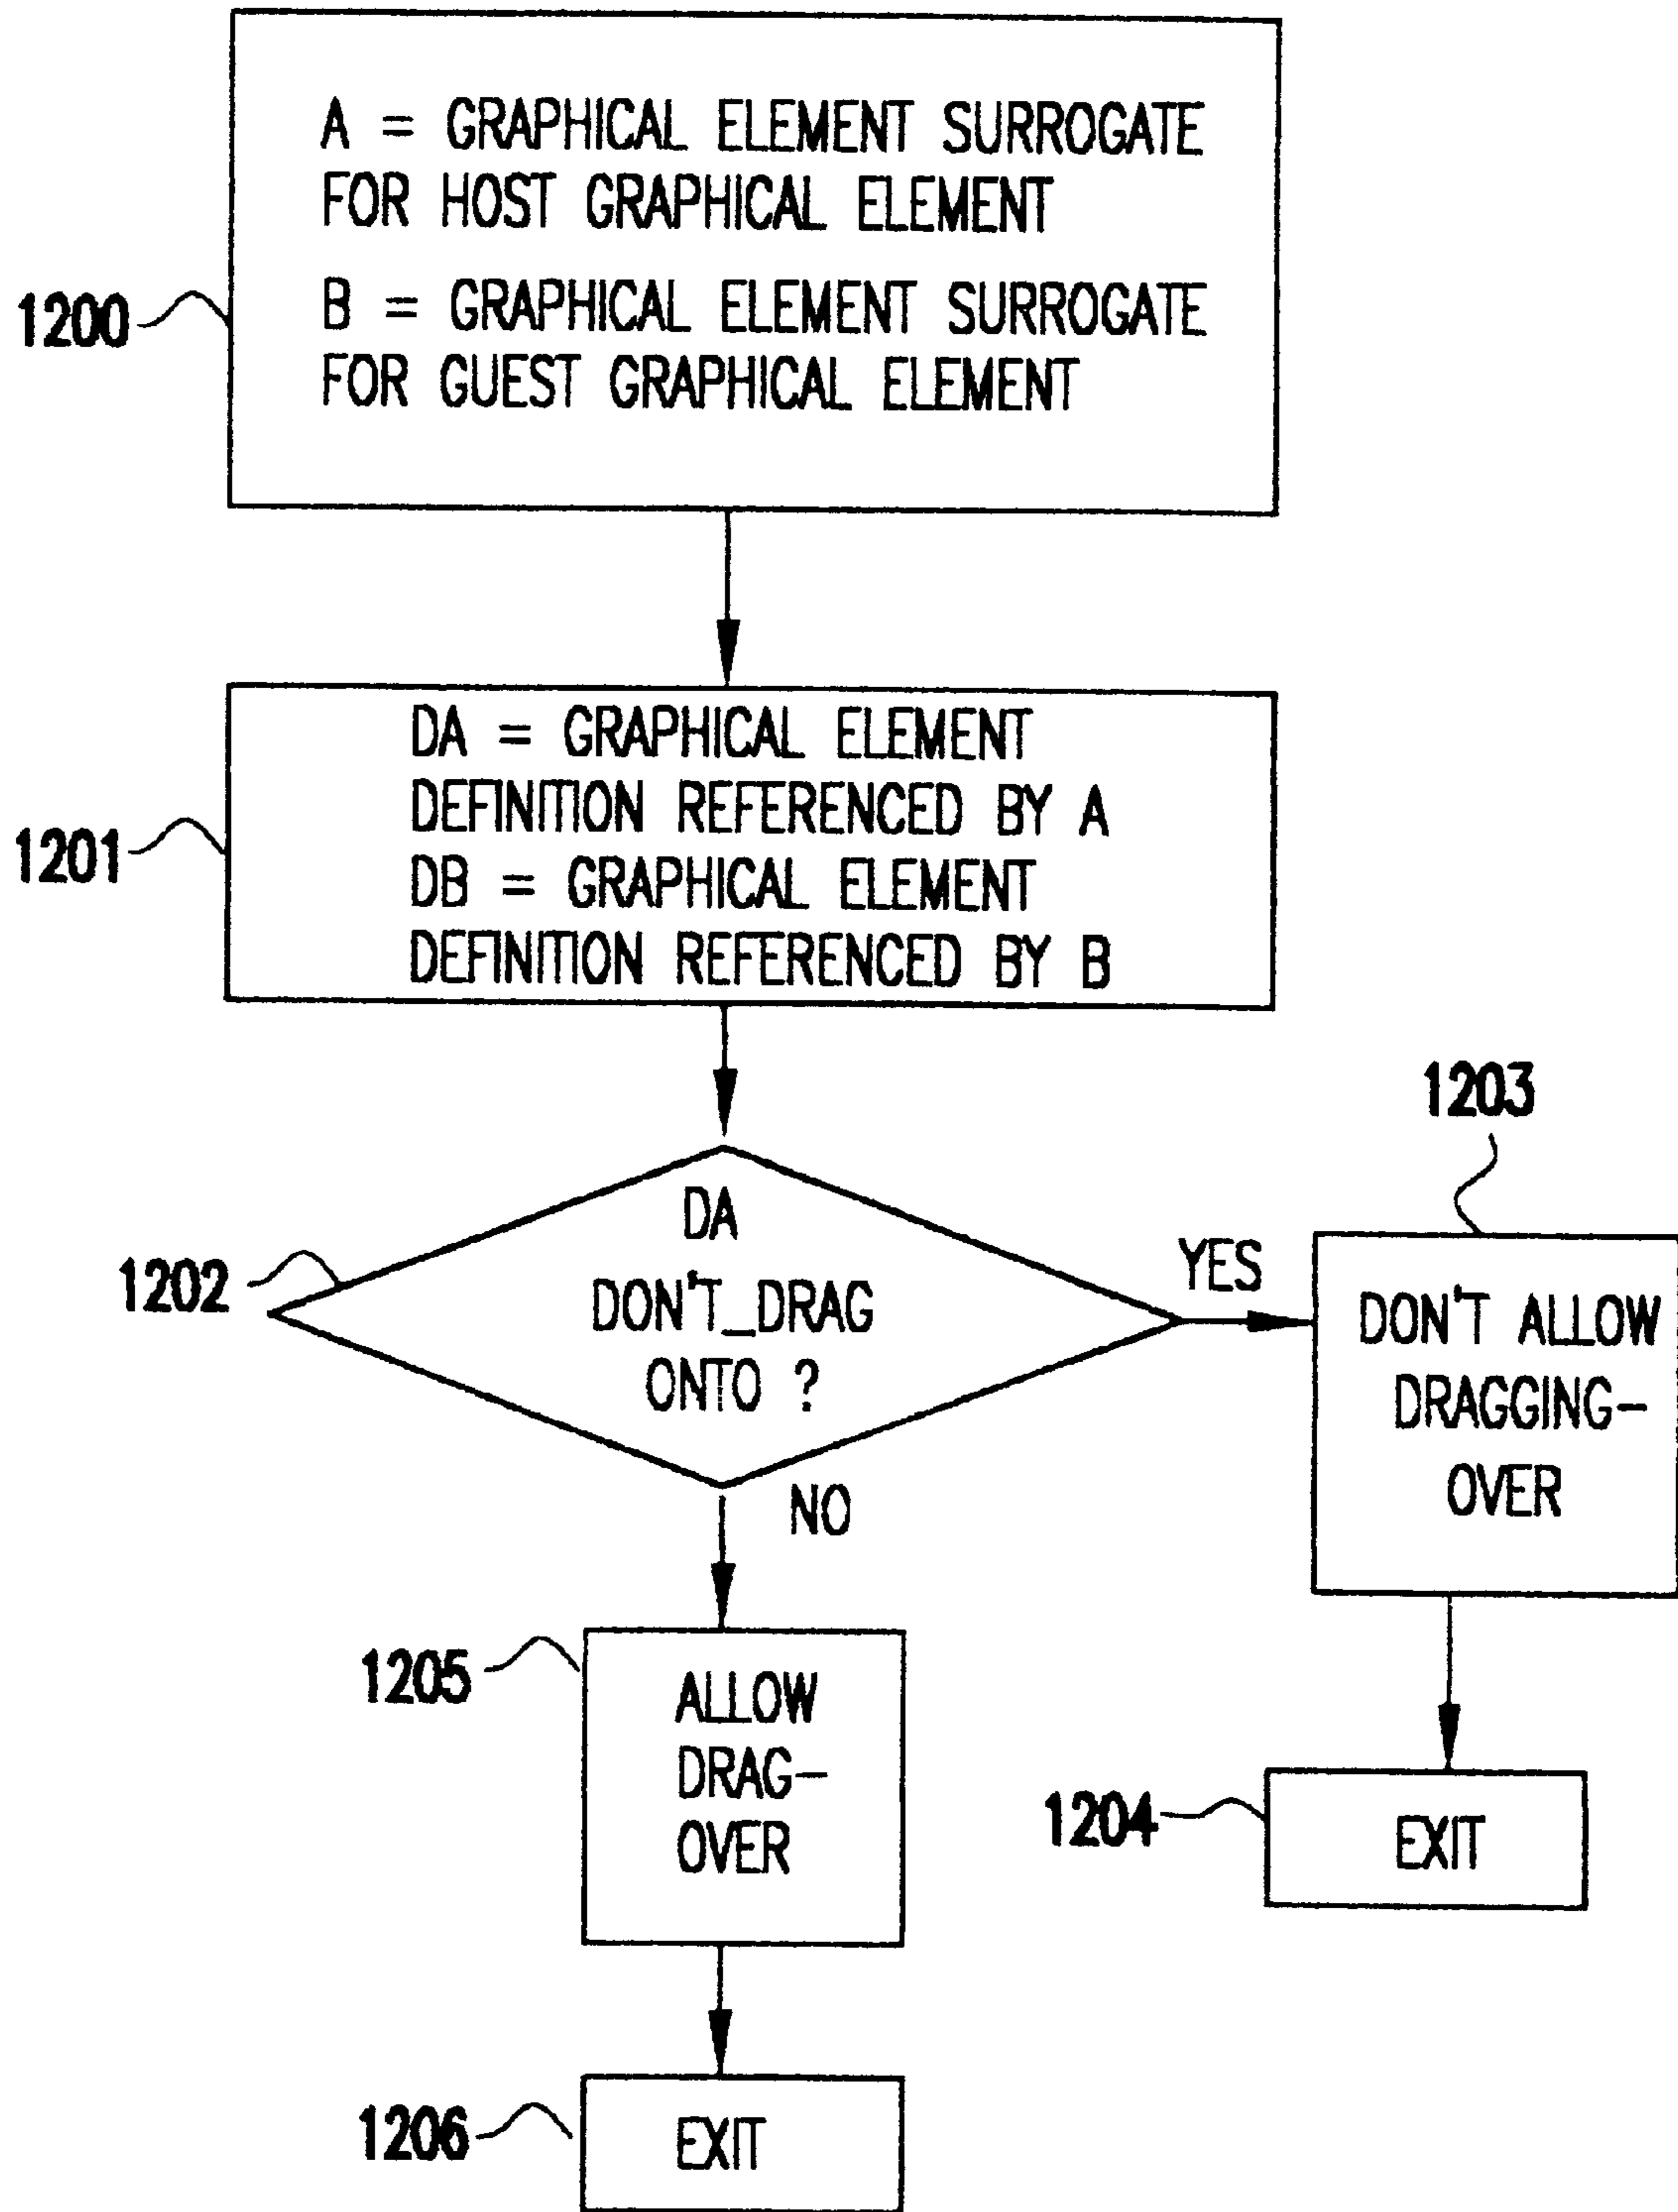 A = GRAPHICAL ELEMENT SURROGATE
FOR HOST GRAPHICAL ELEMENT
B = GRAPHICAL ELEMENT SURROGATE
FOR GUEST GRAPHICAL ELEMENT
1200
DA = GRAPHICAL ELEMENT
DEFINITION REFERENCED BY A
DB = GRAPHICAL ELEMENT
DEFINITION REFERENCED BY B
1201
DA
DON'T_DRAG
ONTO ?
1202
YES
NO
1203
DON'T ALLOW
DRAGGING-
OVER
1204
EXIT
1205
ALLOW
DRAG-
OVER
1206
EXIT